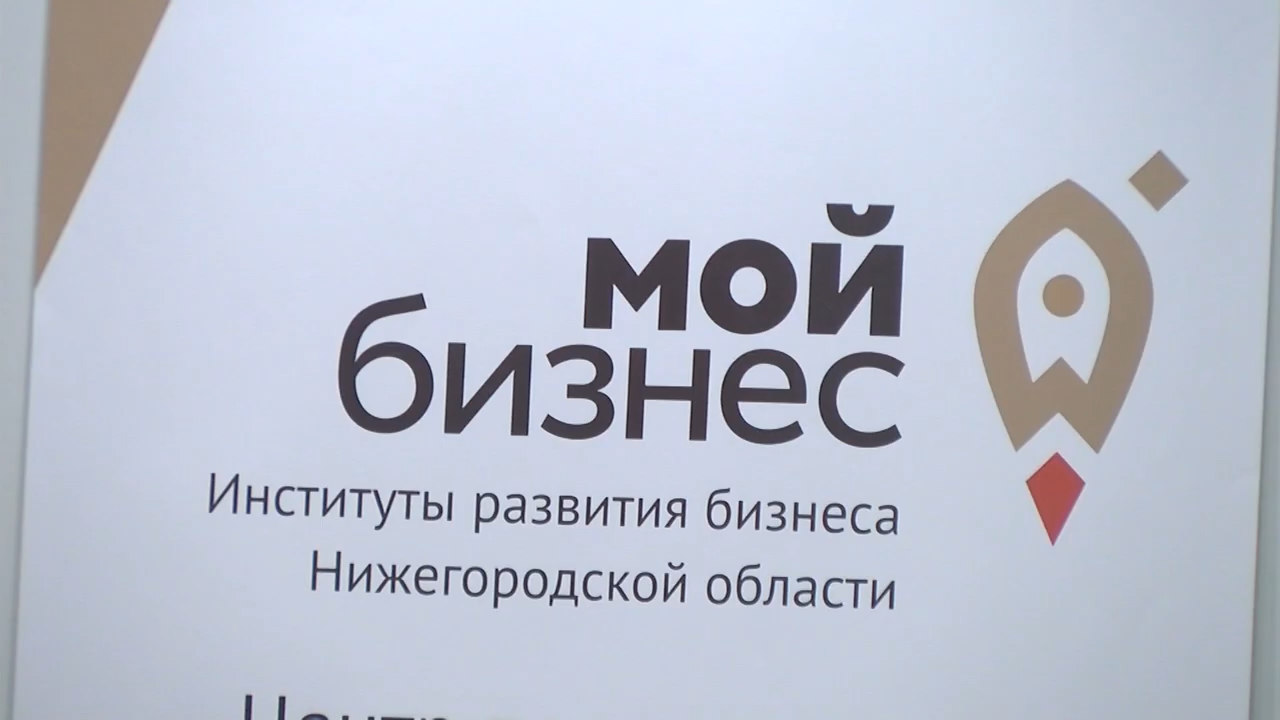 мой
бизнес
Институты развития бизнеса
Нижегородской области